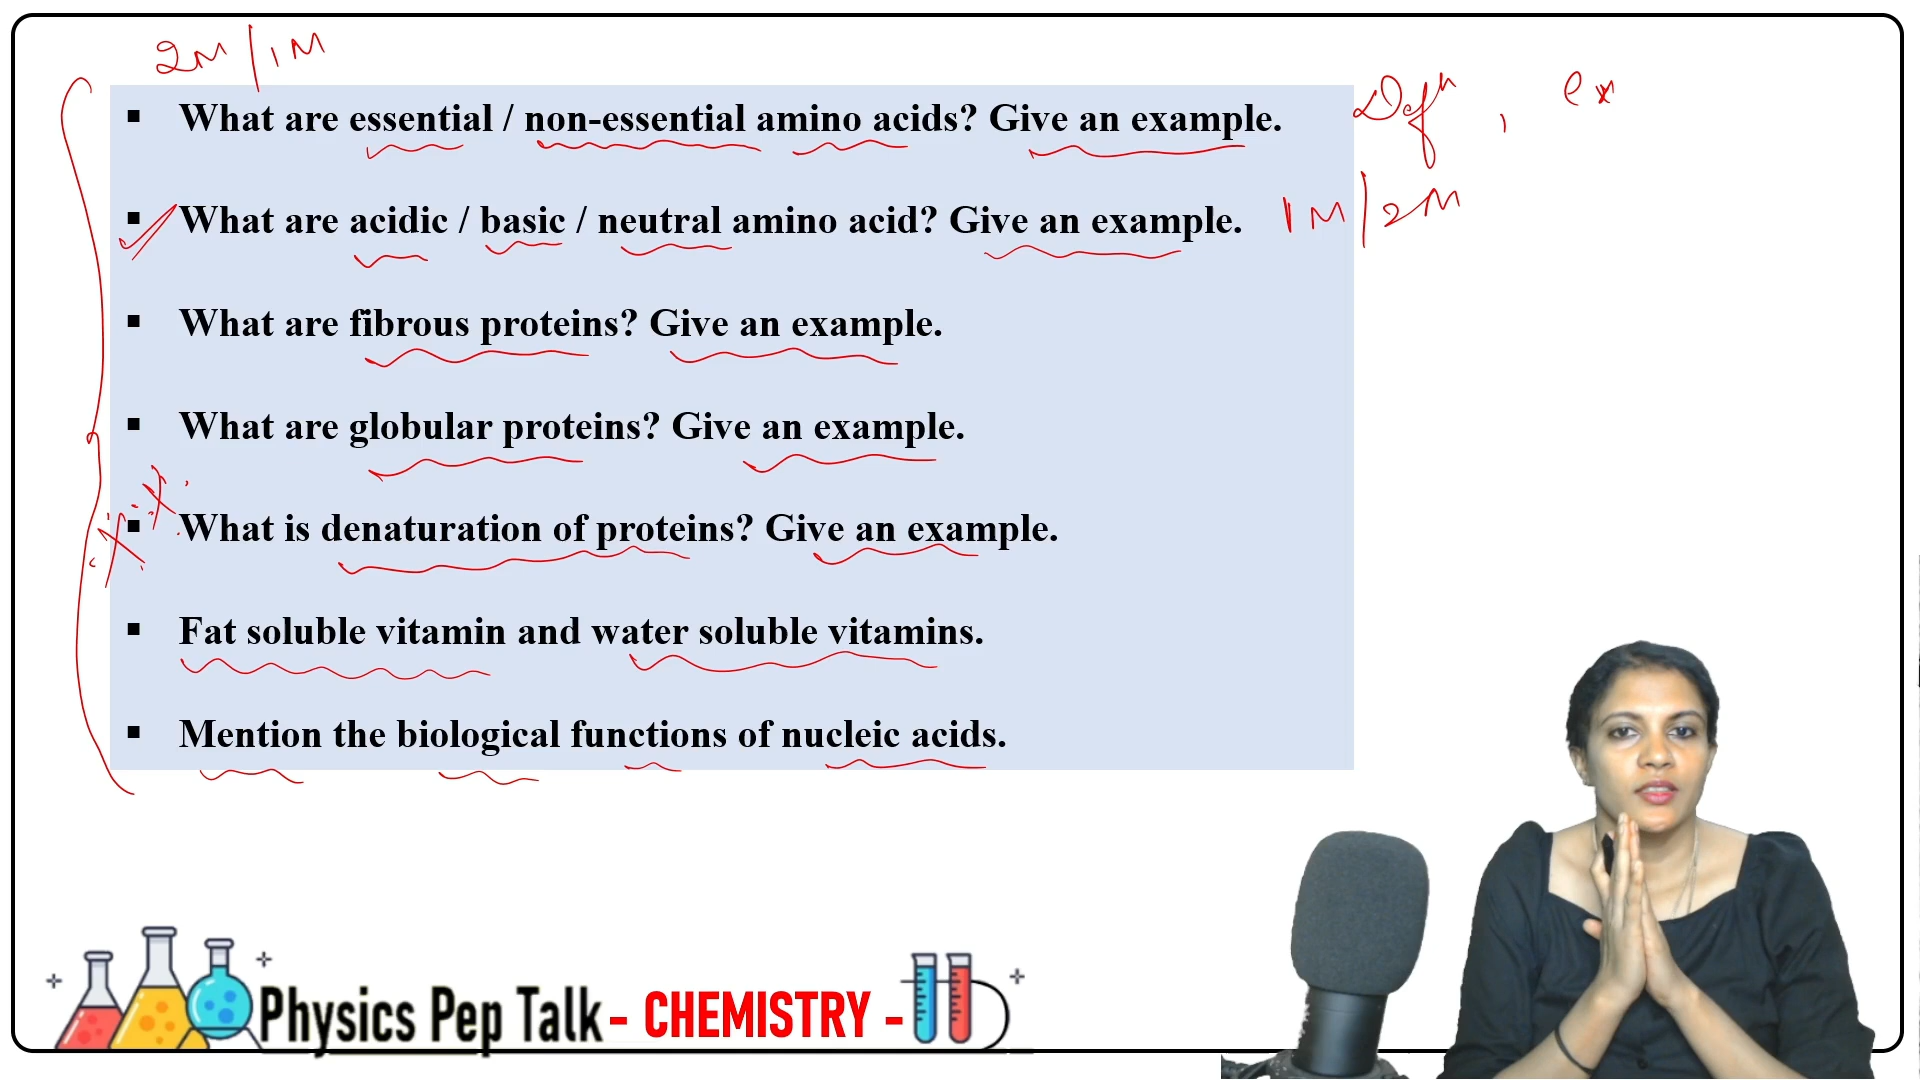 2M / 1M
▪ What are essential / non-essential amino acids? Give an example.
Defn , ex
▪ What are acidic / basic / neutral amino acid? Give an example.
1M / 2M
▪ What are fibrous proteins? Give an example.
▪ What are globular proteins? Give an example.
▪ What is denaturation of proteins? Give an example.
▪ Fat soluble vitamin and water soluble vitamins.
▪ Mention the biological functions of nucleic acids.
Physics Pep Talk - CHEMISTRY -